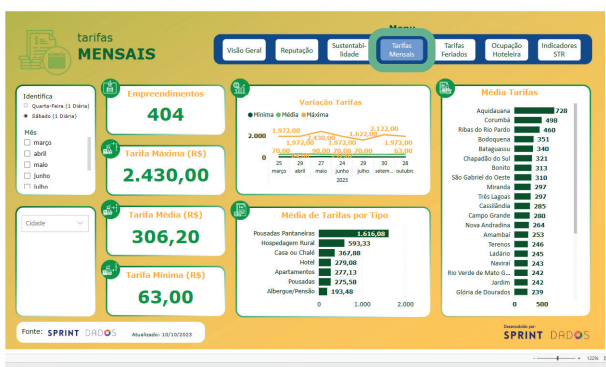 Menu
tarifas
MENSAIS
Visão Geral
Reputação
Sustentabi-
lidade
Tarifas
Mensais
Tarifas
Feriados
Ocupação
Hoteleira
Indicadores
STR
Identifica
Quarta-Feira (1 Diária)
Sábado (1 Diária)
Mês
março
abril
maio
junho
julho
Cidade
Empreendimentos
404
Tarifa Máxima (R$)
2.430,00
Tarifa Média (R$)
306,20
Tarifa Mínima (R$)
63,00
Variação Tarifas
Mínima Média Máxima
1.972,00 2.430,00 1.622,00 2.122,00
1.972,00 1.972,00 1.972,00
2.000
70,00 90,00 70,00 70,00 63,00
0
25 29 27 24 29 30 28
março abril maio junho julho setem... outubro
2023
Média de Tarifas por Tipo
Pousadas Pantaneiras 1.616,08
Hospedagem Rural 593,33
Casa ou Chalé 367,88
Hotel 279,08
Apartamentos 277,13
Pousadas 275,58
Albergue/Pensão 193,48
0 1.000 2.000
Média Tarifas
Aquidauana 728
Corumbá 498
Ribas do Rio Pardo 460
Bodoquena 351
Bataguassu 340
Chapadão do Sul 321
Bonito 313
São Gabriel do Oeste 310
Miranda 297
Três Lagoas 297
Cassilândia 285
Campo Grande 280
Nova Andradina 264
Amambai 253
Terenos 246
Ladário 245
Naviraí 243
Rio Verde de Mato G... 242
Jardim 242
Glória de Dourados 239
0 500
Fonte: SPRINT DADOS Atualizado: 10/10/2023
Desenvolvido por
SPRINT DADOS
122%